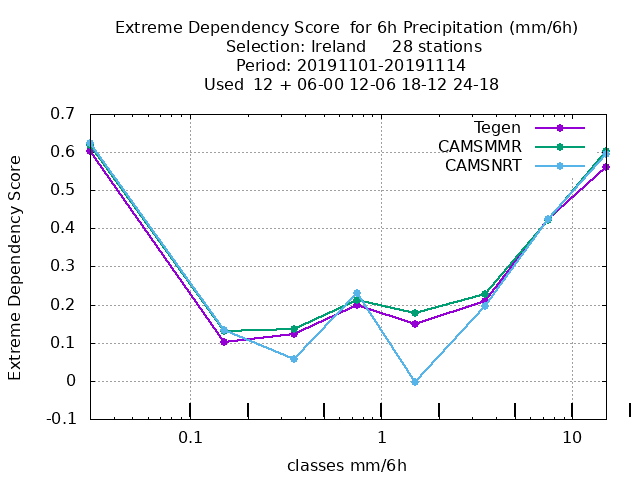 Extreme Dependency Score  for 6h Precipitation (mm/6h)
Selection: Ireland     28 stations
Period: 20191101-20191114
Used  12 + 06-00 12-06 18-12 24-18
Tegen
CAMSMMR
CAMSNRT
Extreme Dependency Score
0.7
0.6
0.5
0.4
0.3
0.2
0.1
0
-0.1
0.1
1
10
classes mm/6h